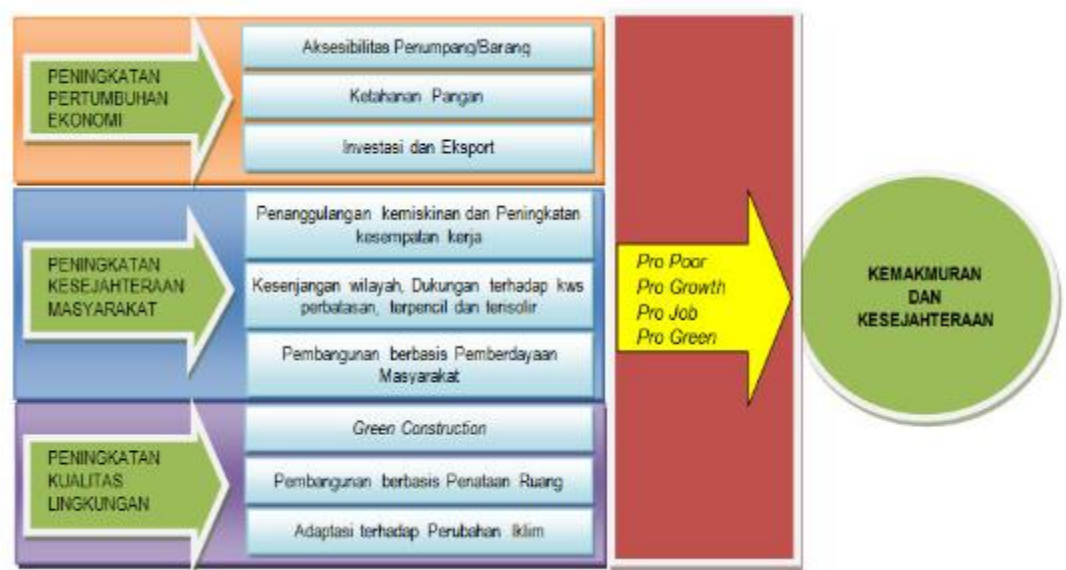 PENINGKATAN
PERTUMBUHAN
EKONOMI
Aksesibilitas Penumpang/Barang
Ketahanan Pangan
Investasi dan Eksport
PENINGKATAN
KESEJAHTERAAN
MASYARAKAT
Penanggulangan kemiskinan dan Peningkatan
kesempatan kerja
Kesenjangan wilayah, Dukungan terhadap kws
perbatasan, terpencil dan terisolir
Pembangunan berbasis Pemberdayaan
Masyarakat
PENINGKATAN
KUALITAS
LINGKUNGAN
Green Construction
Pembangunan berbasis Penataan Ruang
Adaptasi terhadap Perubahan Iklim
Pro Poor
Pro Growth
Pro Job
Pro Green
KEMAKMURAN
DAN
KESEJAHTERAAN